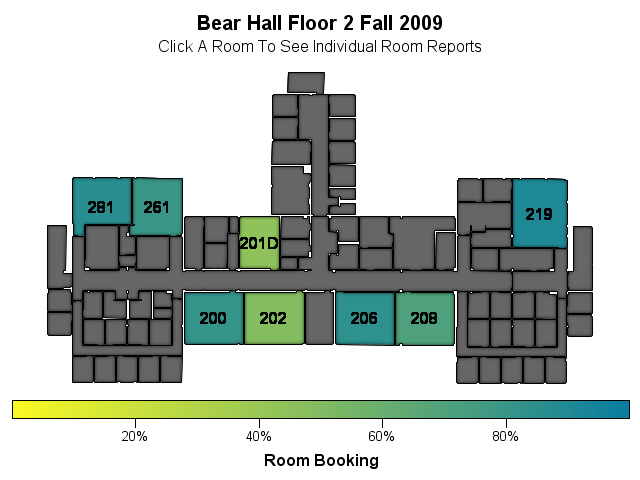 Bear Hall Floor 2 Fall 2009
Click A Room To See Individual Room Reports
281
261
219
201D
200
202
206
208
20%
40%
60%
80%
Room Booking